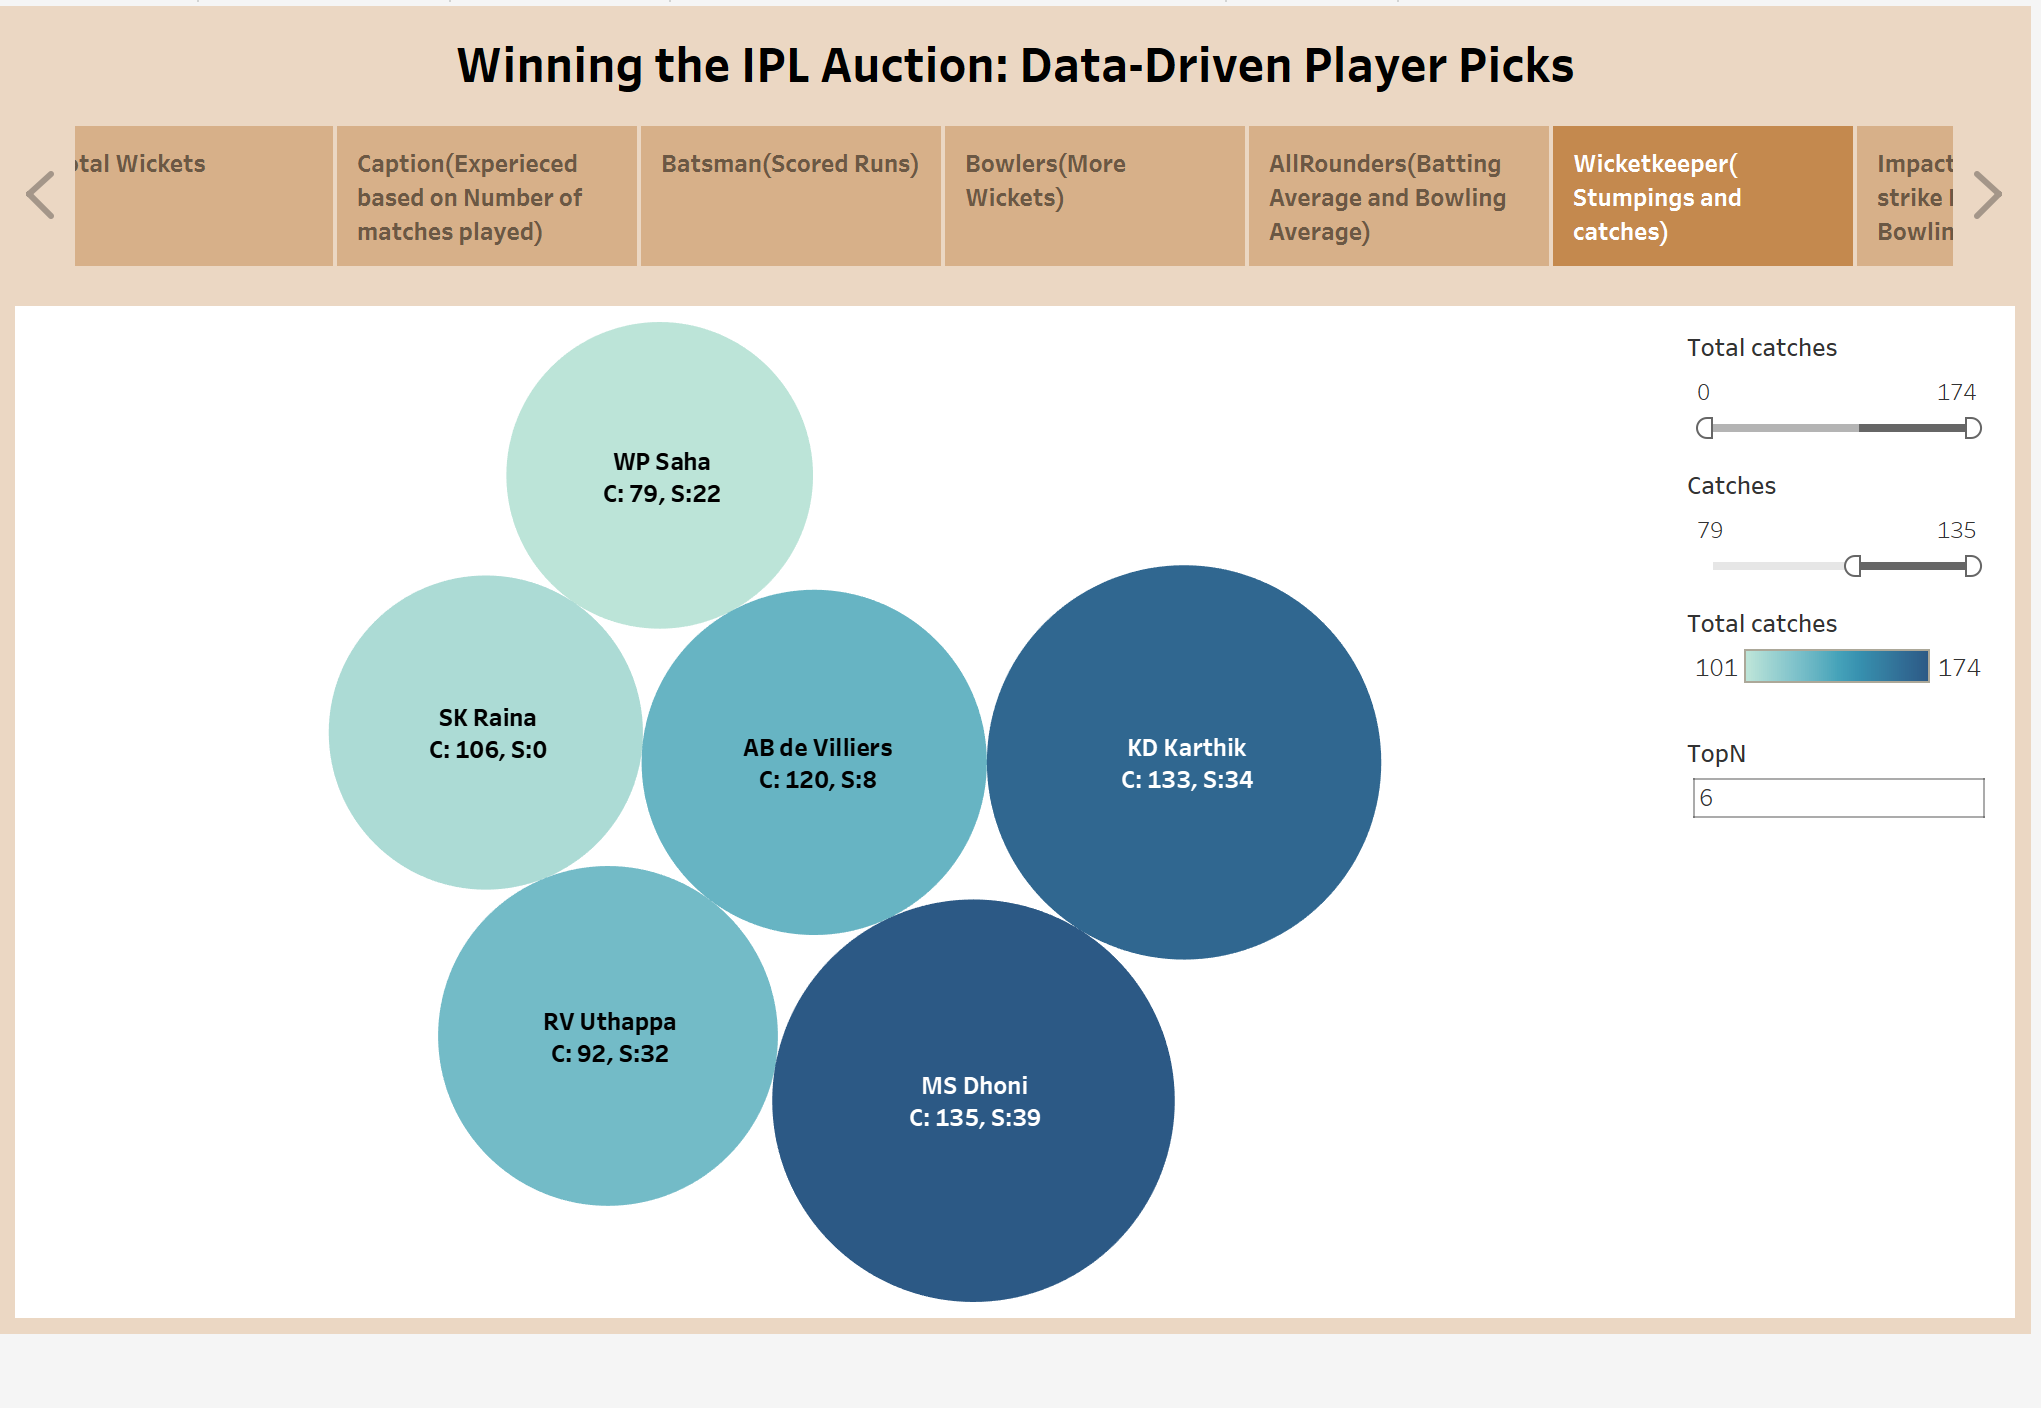 Winning the IPL Auction: Data-Driven Player Picks
Wickets
Caption(Experieced
based on Number of
matches played)
Batsman(Scored Runs)
Bowlers(More
Wickets)
AllRounders(Batting
Average and Bowling
Average)
Wicketkeeper(
Stumpings and
catches)
Impact
strike
WP Saha
C: 79, S:22
SK Raina
C: 106, S:0
AB de Villiers
C: 120, S:8
KD Karthik
C: 133, S:34
RV Uthappa
C: 92, S:32
MS Dhoni
C: 135, S:39
Total catches
0 174
Catches
79 135
Total catches
101 174
TopN
6